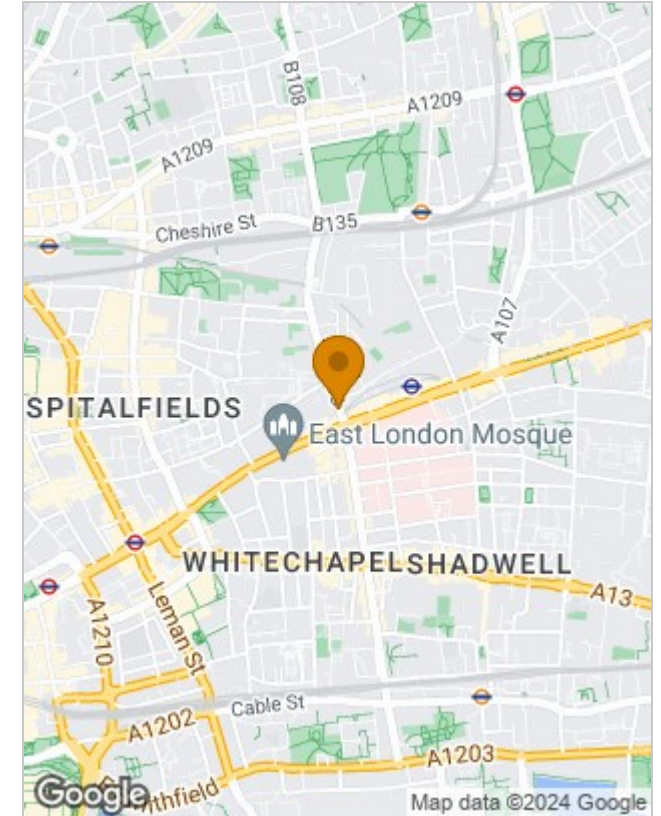 B108
A1209
A1209
Cheshire St
B135
A107
SPITALFIELDS
East London Mosque
WHITECHAPEL
SHADWELL
A13
A1210
Leman St
Cable St
A1202
A1203
Google
Map data ©2024 Google